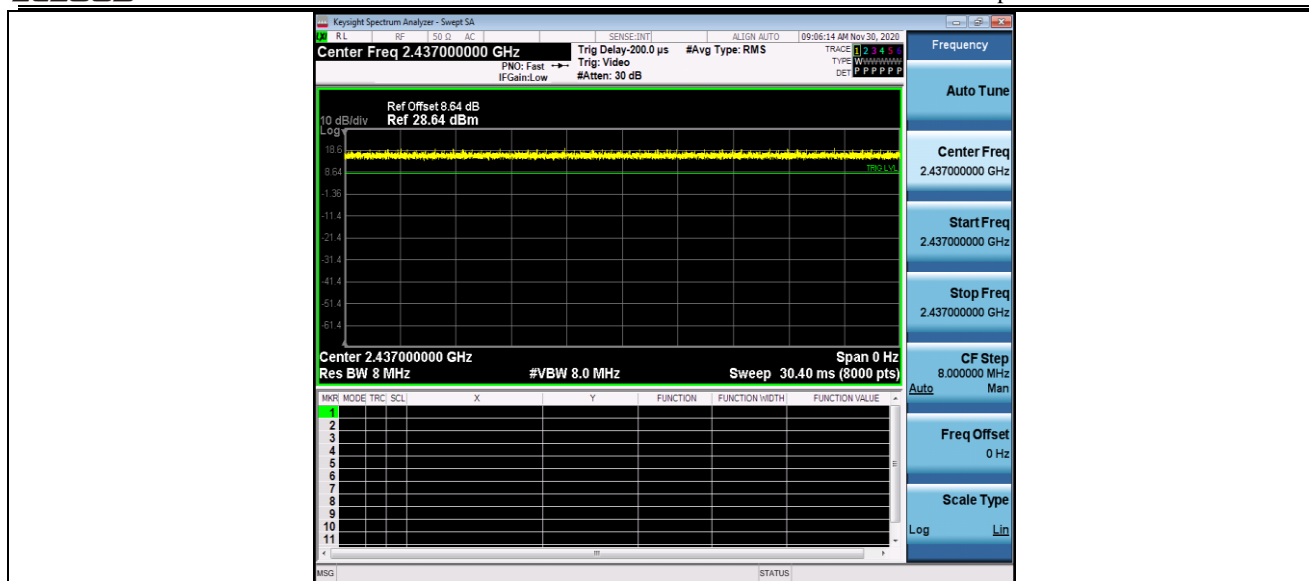 Keysight Spectrum Analyzer - Swept SA
LXI RL RF 50 Ω AC SENSE:INT ALIGN AUTO 09:06:14 AM Nov 30, 2020
Center Freq 2.437000000 GHz
PNO: Fast
IFGain:Low
Trig Delay-200.0 µs
Trig: Video
#Atten: 30 dB
#Avg Type: RMS
TRACE 1 2 3 4 5 6
TYPE WWWWWW
DET P P P P P P
Ref Offset 8.64 dB
10 dB/div Ref 28.64 dBm
Log
18.6
8.64
TRIG LVL
-1.36
-11.4
-21.4
-31.4
-41.4
-51.4
-61.4
Center 2.437000000 GHz Span 0 Hz
Res BW 8 MHz #VBW 8.0 MHz Sweep 30.40 ms (8000 pts)
MKR MODE TRC SCL X Y FUNCTION FUNCTION WIDTH FUNCTION VALUE
1
2
3
4
5
6
7
8
9
10
11
MSG STATUS
Frequency
Auto Tune
Center Freq
2.437000000 GHz
Start Freq
2.437000000 GHz
Stop Freq
2.437000000 GHz
CF Step
8.000000 MHz
Auto Man
Freq Offset
0 Hz
Scale Type
Log Lin